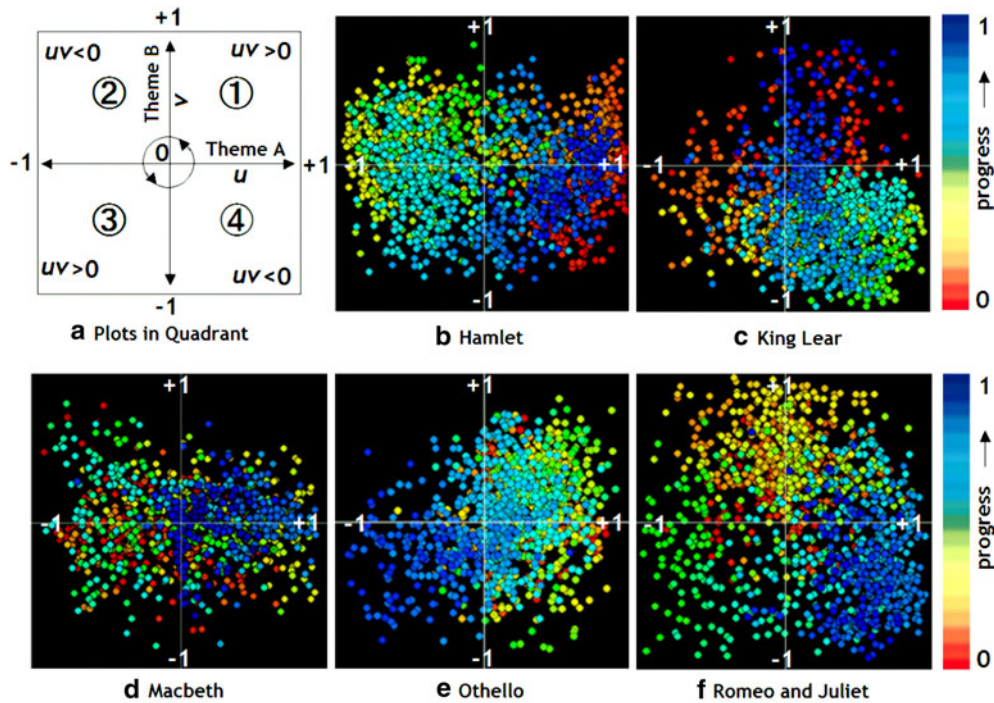 +1
uv<0
uv >0
②
①
Theme B
v
0
Theme A
-1
+1
u
③
④
uv>0
uv<0
-1
a Plots in Quadrant
+1
-1
+1
-1
b Hamlet
+1
-1
+1
-1
c King Lear
1
progress
0
+1
-1
+1
-1
d Macbeth
+1
-1
+1
-1
e Othello
+1
-1
+1
-1
f Romeo and Juliet
1
progress
0